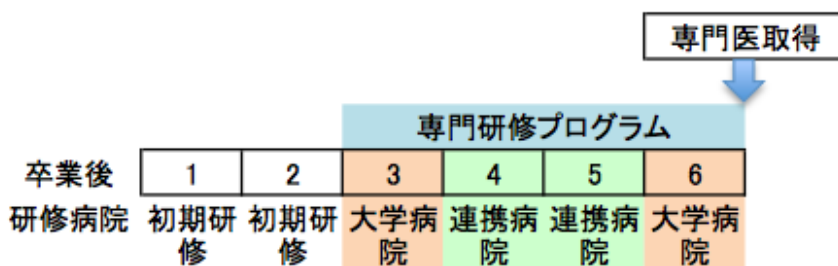 専門医取得
専門研修プログラム
卒業後 1 2 3 4 5 6
研修病院 初期研修 初期研修 大学病院 連携病院 連携病院 大学病院